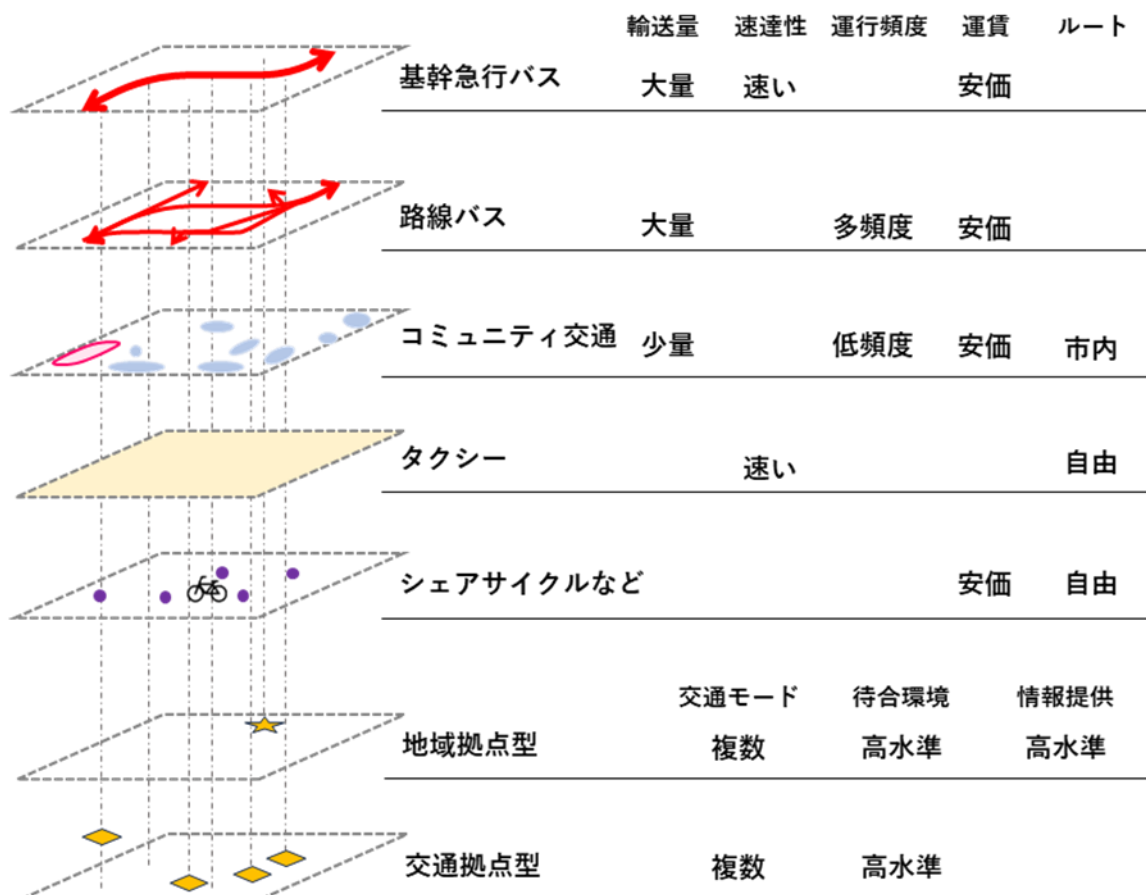 輸送量 速達性 運行頻度 運賃 ルート
基幹急行バス 大量 速い 安価
路線バス 大量 多頻度 安価
コミュニティ交通 少量 低頻度 安価 市内
タクシー 速い 自由
シェアサイクルなど 安価 自由
交通モード 待合環境 情報提供
地域拠点型 複数 高水準 高水準
交通拠点型 複数 高水準